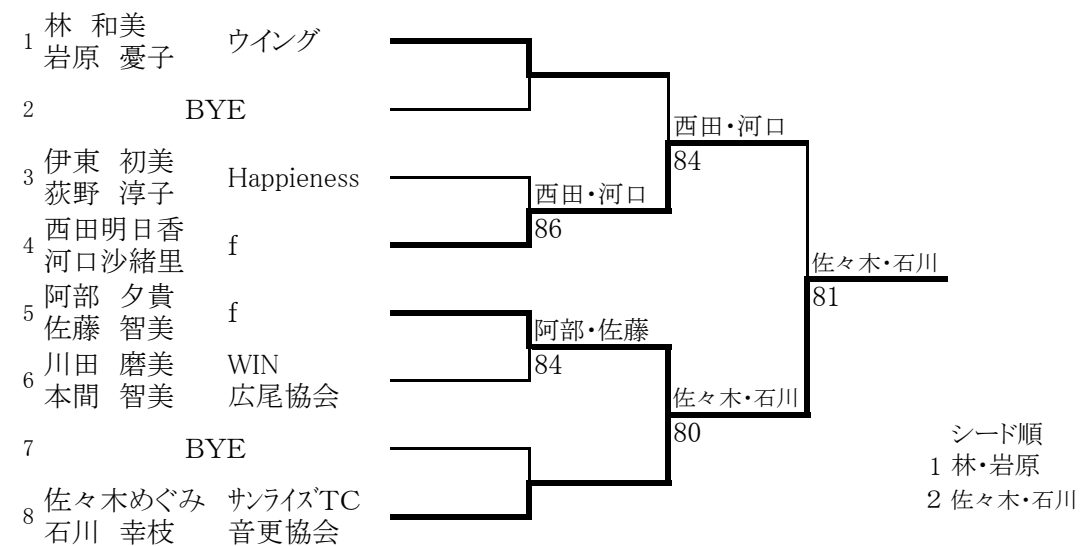 1 林 和美 ウイング
岩原 憂子
2 BYE
3 伊東 初美 Happieness
荻野 淳子
4 西田明日香 f
河口沙緒里
5 阿部 夕貴 f
佐藤 智美
6 川田 磨美 WIN
本間 智美 広尾協会
7 BYE
8 佐々木めぐみ サンライズTC
石川 幸枝 音更協会
西田・河口
86
阿部・佐藤
84
西田・河口
84
佐々木・石川
80
佐々木・石川
81
シード順
1 林・岩原
2 佐々木・石川